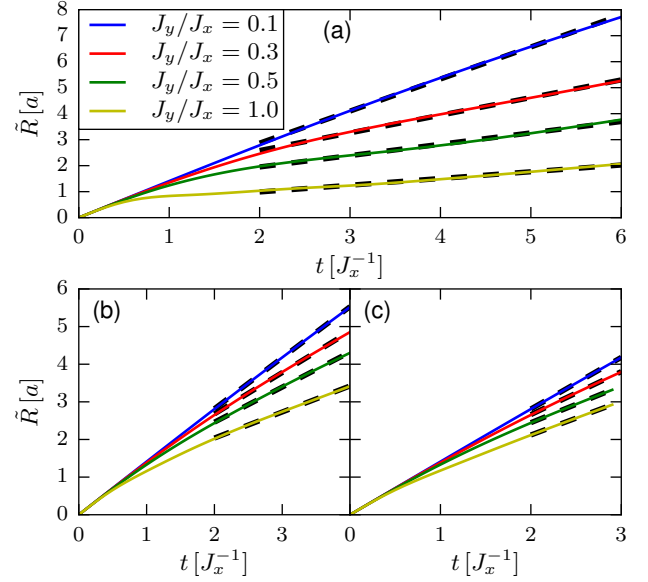 8
7
6
5
4
3
2
1
0
R̃ [a]
J_y/J_x = 0.1
J_y/J_x = 0.3
J_y/J_x = 0.5
J_y/J_x = 1.0
(a)
0 1 2 3 4 5 6
t [J_x^{-1}]
6
5
4
3
2
1
0
R̃ [a]
(b)
(c)
0 1 2 3
0 1 2 3
t [J_x^{-1}]
t [J_x^{-1}]